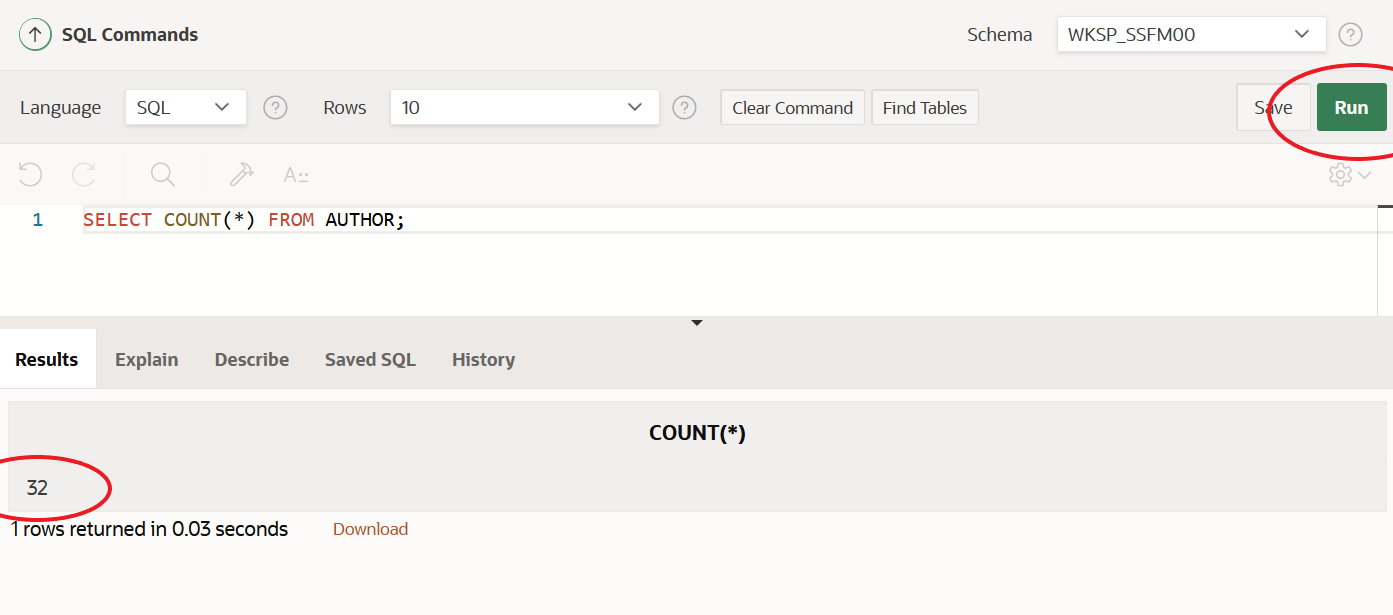 SQL Commands Schema WKSP_SSFM00 ?
Language SQL ? Rows 10 ? Clear Command Find Tables Save Run
A
1 SELECT COUNT(*) FROM AUTHOR;
Results Explain Describe Saved SQL History
COUNT(*)
32
1 rows returned in 0.03 seconds Download